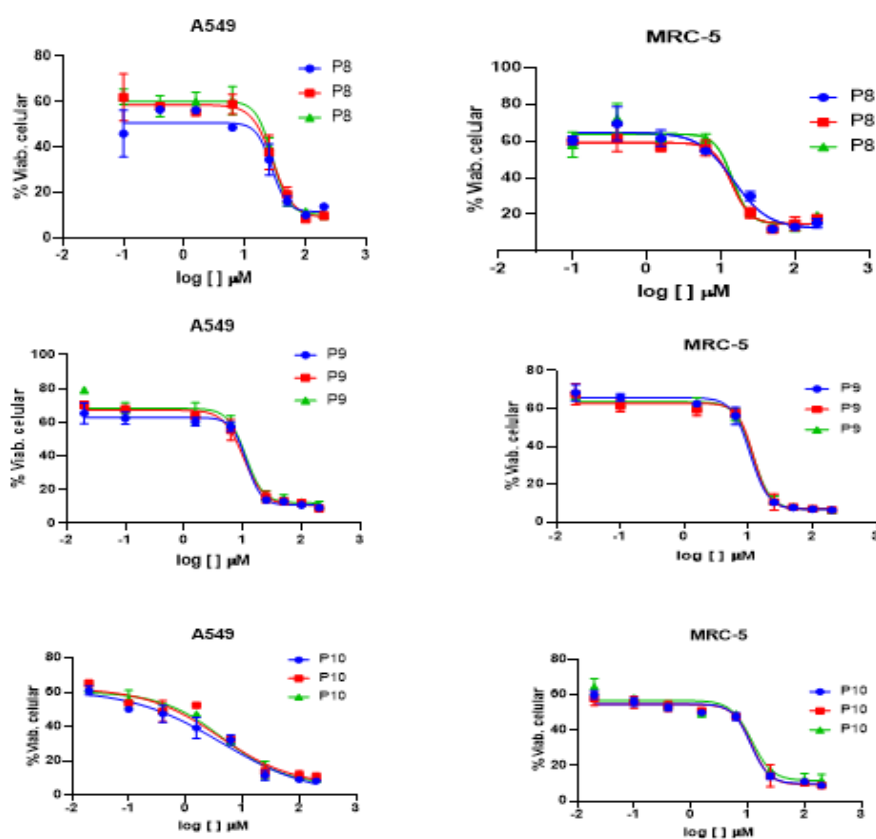 A549
80
60
40
20
0
% Viab. celular
-2 -1 0 1 2 3
log [ ] µM
P8
P8
P8
MRC-5
100
80
60
40
20
% Viab. celular
-2 -1 0 1 2 3
log [ ] µM
P8
P8
P8
A549
100
80
60
40
20
0
% Viab. celular
-2 -1 0 1 2 3
log [ ] µM
P9
P9
P9
MRC-5
80
60
40
20
0
% Viab. celular
-2 -1 0 1 2 3
log [ ] µM
P9
P9
P9
A549
80
60
40
20
0
%Viab. celular
-2 -1 0 1 2 3
log [ ] µM
P10
P10
P10
MRC-5
80
60
40
20
0
% Viab. celular
-2 -1 0 1 2 3
log [ ] µM
P10
P10
P10